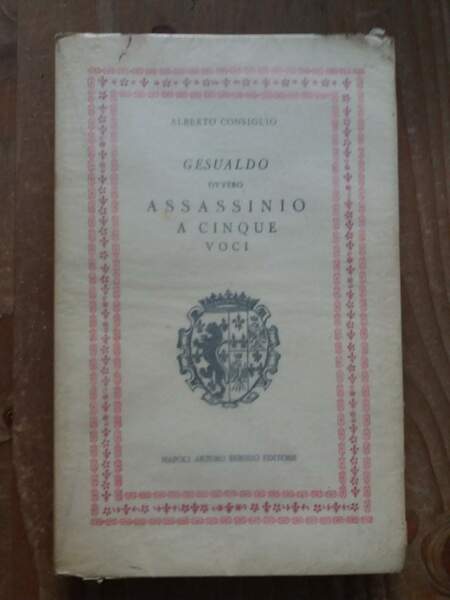 ALBERTO CONSIGLIO
GESUALDO
OVVERO
ASSASSINIO
A CINQUE
VOCI
NAPOLI ARTURO BERISIO EDITORE